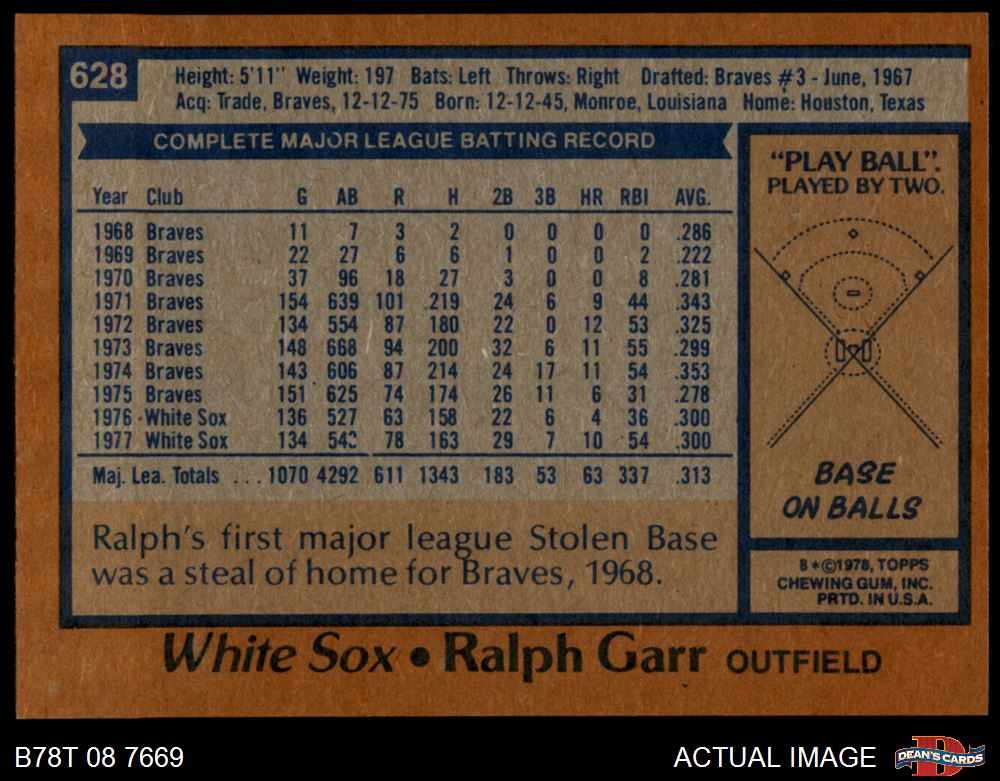 628
Height: 5'11" Weight: 197 Bats: Left Throws: Right Drafted: Braves #3 - June, 1967
Acq: Trade, Braves, 12-12-75 Born: 12-12-45, Monroe, Louisiana Home: Houston, Texas
COMPLETE MAJOR LEAGUE BATTING RECORD
Year Club G AB R H 2B 3B HR RBI AVG.
1968 Braves 11 7 3 2 0 0 0 0 .286
1969 Braves 22 27 6 6 1 0 0 2 .222
1970 Braves 37 96 18 27 3 0 0 8 .281
1971 Braves 154 639 101 219 24 6 9 44 .343
1972 Braves 134 554 87 180 22 0 12 53 .325
1973 Braves 148 668 94 200 32 6 11 55 .299
1974 Braves 143 606 87 214 24 17 11 54 .353
1975 Braves 151 625 74 174 26 11 6 31 .278
1976 White Sox 136 527 63 158 22 6 4 36 .300
1977 White Sox 134 543 78 163 29 7 10 54 .300
Maj. Lea. Totals ... 1070 4292 611 1343 183 53 63 337 .313
Ralph's first major league Stolen Base
was a steal of home for Braves, 1968.
"PLAY BALL".
PLAYED BY TWO.
BASE
ON BALLS
B*©1978, TOPPS
CHEWING GUM, INC.
PRTD. IN U.S.A.
White Sox • Ralph Garr OUTFIELD
B78T 08 7669
ACTUAL IMAGE
D
DEAN'S CARDS